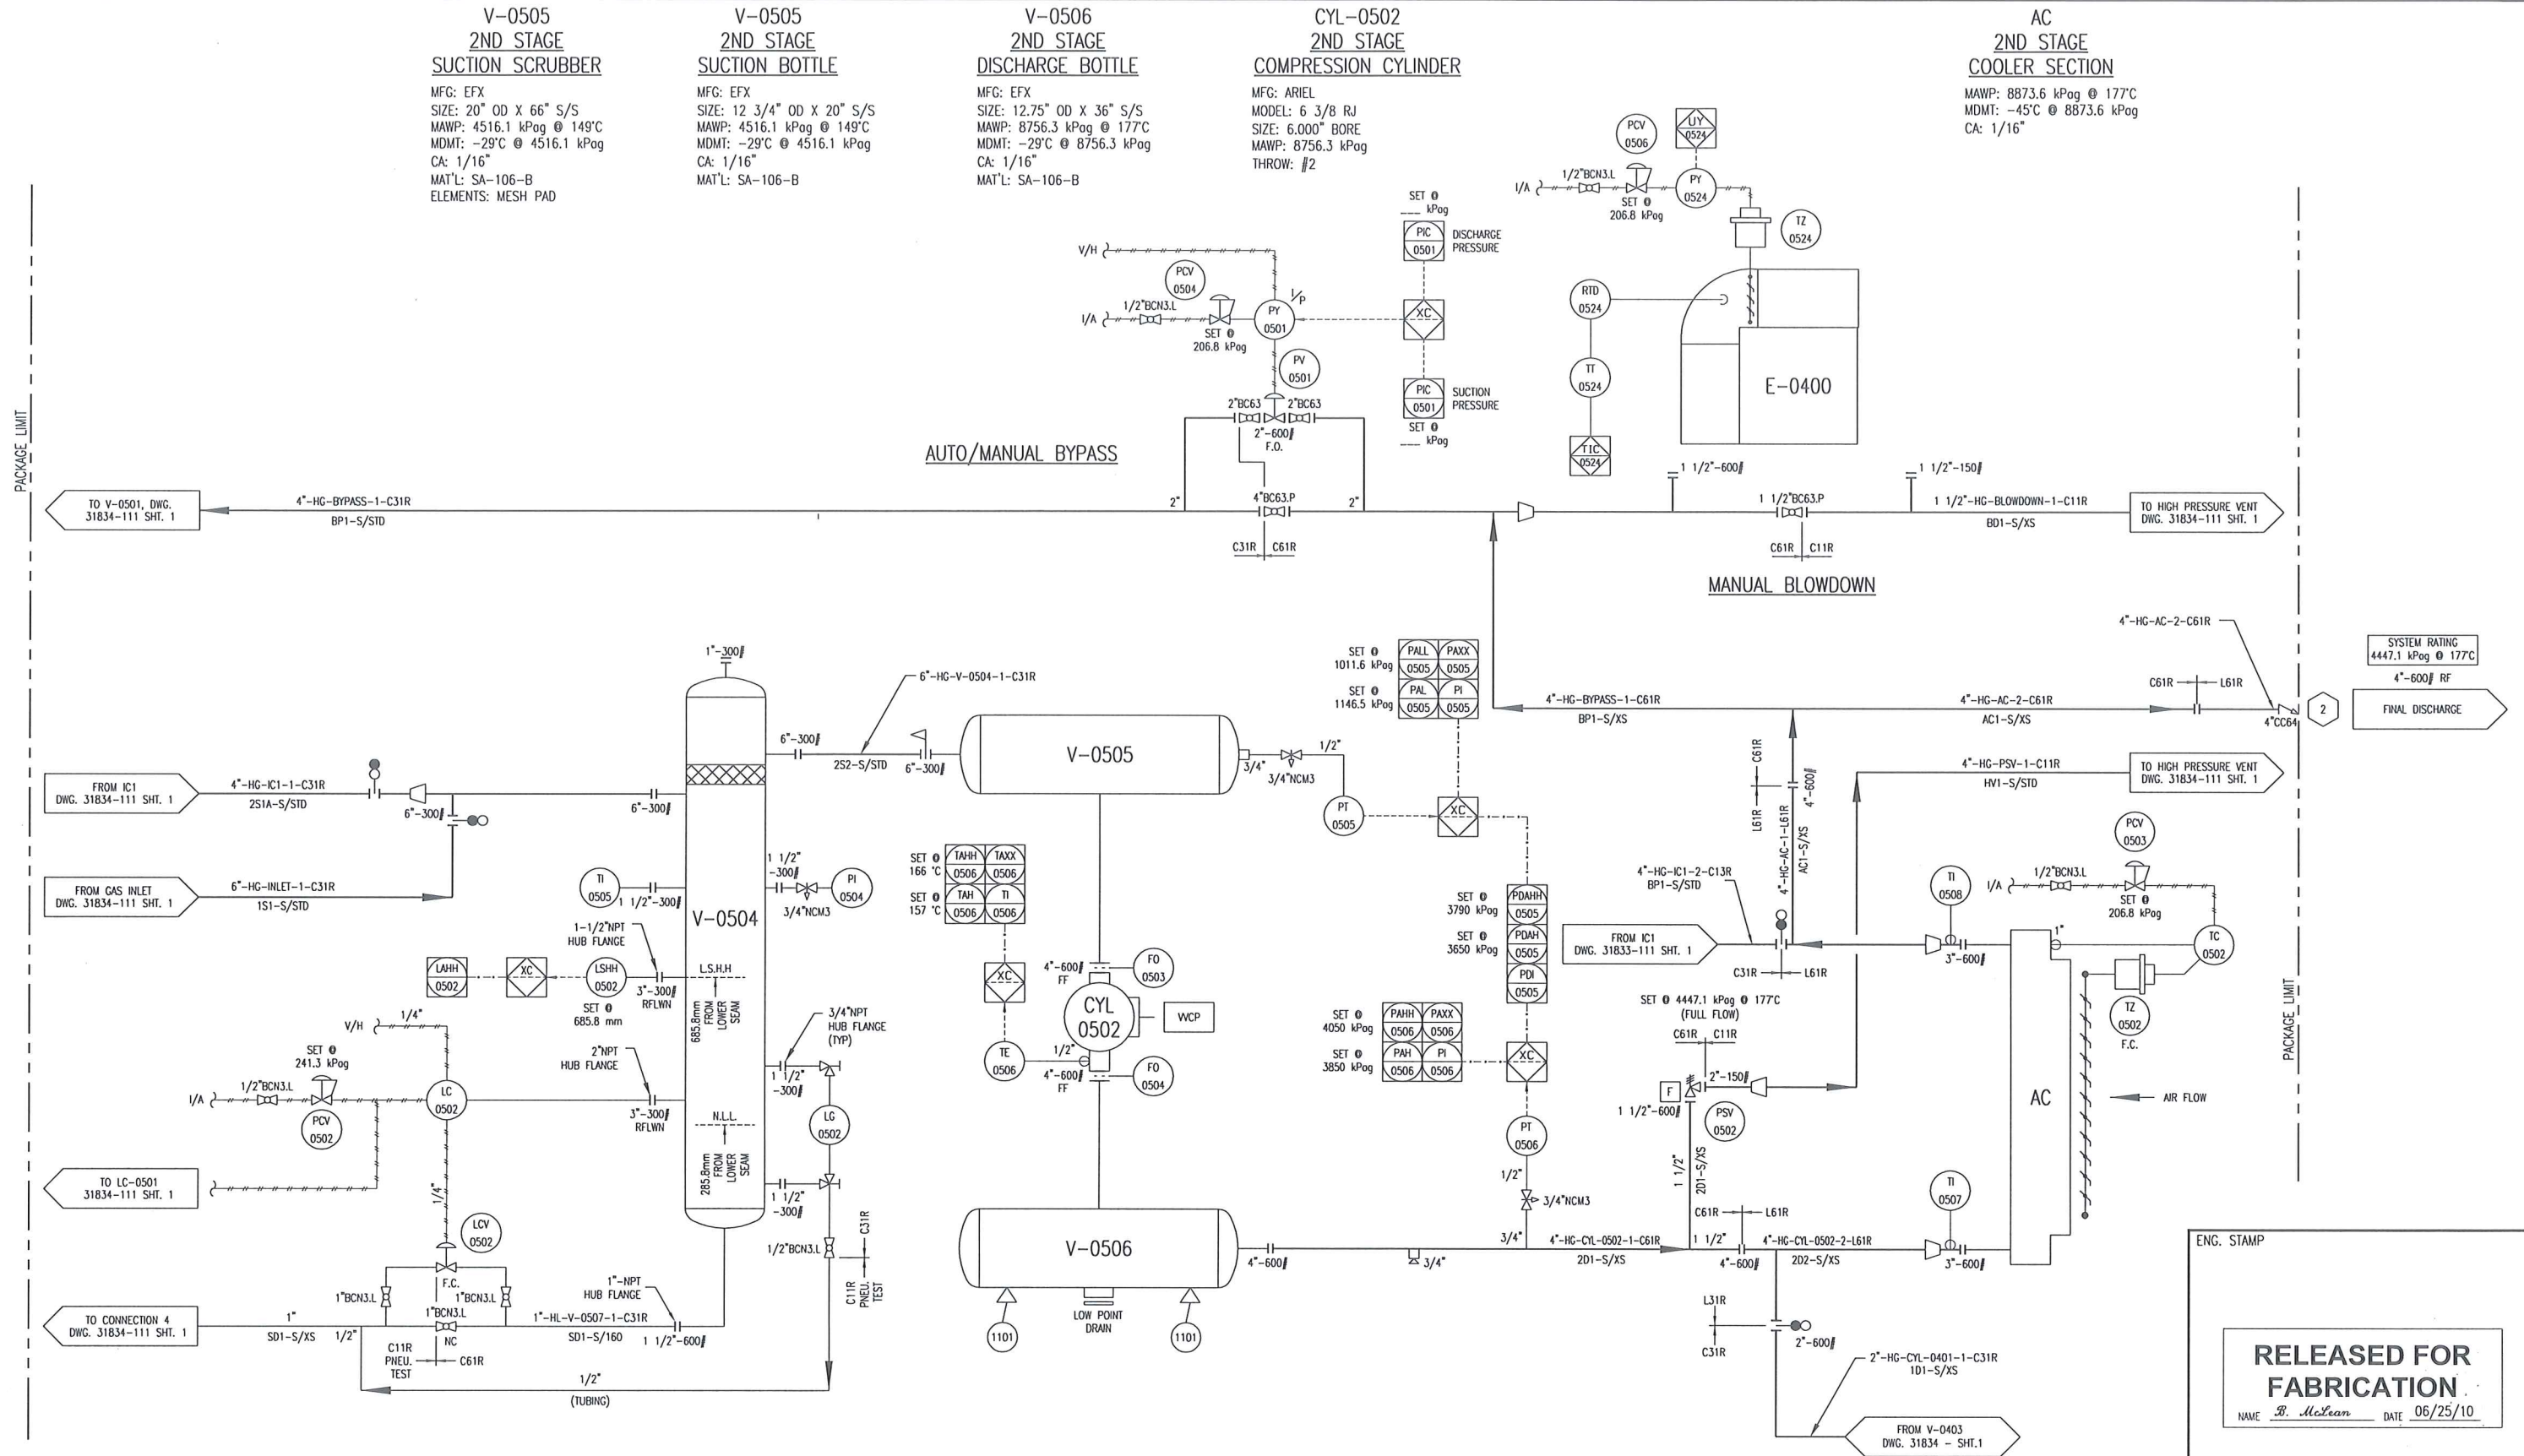 V-0505
2ND STAGE
SUCTION SCRUBBER
MFG: EFX
SIZE: 20" OD X 66" S/S
MAWP: 4516.1 kPag @ 149°C
MDMT: -29°C @ 4516.1 kPag
CA: 1/16"
MAT'L: SA-106-B
ELEMENTS: MESH PAD
V-0505
2ND STAGE
SUCTION BOTTLE
MFG: EFX
SIZE: 12 3/4" OD X 20" S/S
MAWP: 4516.1 kPag @ 149°C
MDMT: -29°C @ 4516.1 kPag
CA: 1/16"
MAT'L: SA-106-B
V-0506
2ND STAGE
DISCHARGE BOTTLE
MFG: EFX
SIZE: 12.75" OD X 36" S/S
MAWP: 8756.3 kPag @ 177°C
MDMT: -29°C @ 8756.3 kPag
CA: 1/16"
MAT'L: SA-106-B
CYL-0502
2ND STAGE
COMPRESSION CYLINDER
MFG: ARIEL
MODEL: 6 3/8 RJ
SIZE: 6.000" BORE
MAWP: 8756.3 kPag
THROW: #2
AC
2ND STAGE
COOLER SECTION
MAWP: 8873.6 kPag @ 177°C
MDMT: -45°C @ 8873.6 kPag
CA: 1/16"
PACKAGE LIMIT
V/H
PCV
0504
1/2"BCN3.L
I/A
SET @
206.8 kPag
PY
0501
I/P
PV
0501
2"BC63
2"BC63
2"-600#
F.O.
SET @
___ kPag
PIC
0501
DISCHARGE
PRESSURE
XC
PIC
0501
SUCTION
PRESSURE
SET @
___ kPag
PCV
0506
UY
0524
1/2"BCN3.L
I/A
SET @
206.8 kPag
PY
0524
TZ
0524
RTD
0524
TT
0524
TIC
0524
E-0400
AUTO/MANUAL BYPASS
TO V-0501, DWG.
31834-111 SHT. 1
4"-HG-BYPASS-1-C31R
BP1-S/STD
2"
4"BC63.P
2"
C31R
C61R
1 1/2"-600#
1 1/2"BC63.P
C61R
C11R
1 1/2"-150#
1 1/2"-HG-BLOWDOWN-1-C11R
BD1-S/XS
TO HIGH PRESSURE VENT
DWG. 31834-111 SHT. 1
MANUAL BLOWDOWN
4"-HG-AC-2-C61R
SYSTEM RATING
4447.1 kPag @ 177°C
4"-600# RF
FINAL DISCHARGE
2
4"CC64
C61R
L61R
4"-HG-AC-2-C61R
AC1-S/XS
4"-HG-BYPASS-1-C61R
BP1-S/XS
1"-300#
6"-HG-V-0504-1-C31R
6"-300#
2S2-S/STD
6"-300#
V-0505
3/4"
3/4"NCM3
1/2"
PT
0505
XC
SET @
1011.6 kPag
PALL
0505
PAXX
0505
SET @
1146.5 kPag
PAL
0505
PI
0505
FROM IC1
DWG. 31834-111 SHT. 1
4"-HG-IC1-1-C31R
2S1A-S/STD
6"-300#
6"-300#
FROM GAS INLET
DWG. 31834-111 SHT. 1
6"-HG-INLET-1-C31R
1S1-S/STD
TI
0505
1 1/2"-300#
V-0504
1 1/2"
-300#
3/4"NCM3
PI
0504
1-1/2"NPT
HUB FLANGE
LAHH
0502
XC
LSHH
0502
SET @
685.8 mm
3"-300#
RFLWN
L.S.H.H
685.8mm
FROM
LOWER
SEAM
V/H
1/4"
SET @
241.3 kPag
1/2"BCN3.L
I/A
PCV
0502
LC
0502
2"NPT
HUB FLANGE
3"-300#
RFLWN
N.L.L.
285.8mm
FROM
LOWER
SEAM
3/4"NPT
HUB FLANGE
(TYP)
1 1/2"
-300#
LG
0502
1 1/2"
-300#
TO LC-0501
31834-111 SHT. 1
1/4"
LCV
0502
F.C.
1"BCN3.L
1"BCN3.L
1"BCN3.L
NC
TO CONNECTION 4
DWG. 31834-111 SHT. 1
1"
SD1-S/XS
1/2"
C11R
PNEU.
TEST
C61R
1"-HL-V-0507-1-C31R
SD1-S/160
1"-NPT
HUB FLANGE
1 1/2"-600#
1/2"BCN3.L
C31R
C11R
PNEU.
TEST
1/2"
(TUBING)
SET @
166 °C
TAHH
0506
TAXX
0506
SET @
157 °C
TAH
0506
TI
0506
XC
TE
0506
1/2"
4"-600#
FF
FO
0503
CYL
0502
VVCP
4"-600#
FF
FO
0504
V-0506
LOW POINT
DRAIN
1101
1101
4"-600#
3/4"
3/4"
SET @
3790 kPag
PDAHH
0505
SET @
3650 kPag
PDAH
0505
PDI
0505
SET @
4050 kPag
PAHH
0506
PAXX
0506
SET @
3850 kPag
PAH
0506
PI
0506
XC
PT
0506
1/2"
3/4"NCM3
4"-HG-CYL-0502-1-C61R
2D1-S/XS
1 1/2"
4"-600#
C61R
L61R
4"-HG-CYL-0502-2-L61R
2D2-S/XS
3"-600#
TI
0507
L61R
C61R
4"-600#
4"-HG-AC-1-L61R
AC1-S/XS
4"-HG-PSV-1-C11R
HV1-S/STD
TO HIGH PRESSURE VENT
DWG. 31834-111 SHT. 1
4"-HG-IC1-2-C13R
BP1-S/STD
FROM IC1
DWG. 31833-111 SHT. 1
C31R
L61R
TI
0508
3"-600#
PCV
0503
1/2"BCN3.L
I/A
SET @
206.8 kPag
TC
0502
1"
TZ
0502
F.C.
AC
AIR FLOW
PACKAGE LIMIT
SET @ 4447.1 kPag @ 177°C
(FULL FLOW)
C61R
C11R
2"-150#
F
1 1/2"-600#
PSV
0502
1 1/2"
2D1-S/XS
L31R
C31R
2"-600#
2"-HG-CYL-0401-1-C31R
1D1-S/XS
FROM V-0403
DWG. 31834 - SHT.1
ENG. STAMP
RELEASED FOR
FABRICATION
NAME B. McLean DATE 06/25/10